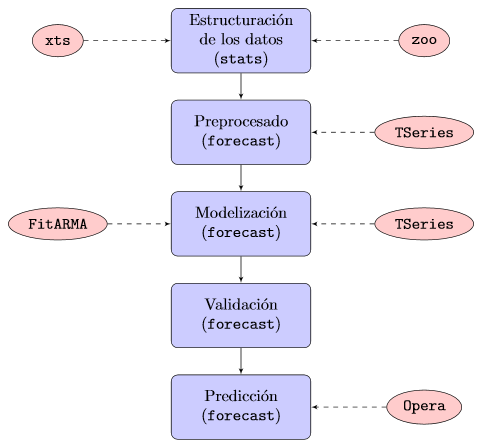 Estructuración
de los datos
(stats)
xts
zoo
Preprocesado
(forecast)
TSeries
Modelización
(forecast)
FitARMA
TSeries
Validación
(forecast)
Predicción
(forecast)
Opera